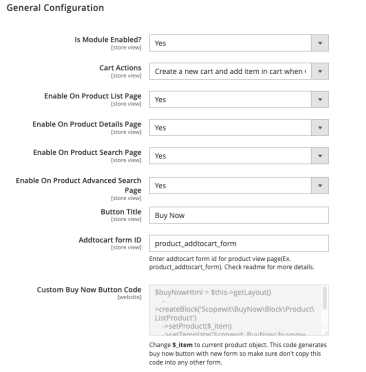 General Configuration
Is Module Enabled?
[store view]
Yes
Cart Actions
[store view]
Create a new cart and add item in cart when
Enable On Product List Page
[store view]
Yes
Enable On Product Details Page
[store view]
Yes
Enable On Product Search Page
[store view]
Yes
Enable On Product Advanced Search
Page
[store view]
Yes
Button Title
[store view]
Buy Now
Addtocart form ID
[store view]
product_addtocart_form
Enter addtocart form id for product view page(Ex.
product_addtocart_form). Check readme for more details.
Custom Buy Now Button Code
[website]
$buyNowHtml = $this->getLayout()
-
>createBlock('Scopewit\BuyNow\Block\Product\
ListProduct')
->setProduct($_item)
Change $_item to current product object. This code generates
buy now button with new form so make sure don't copy this
code into any other form.